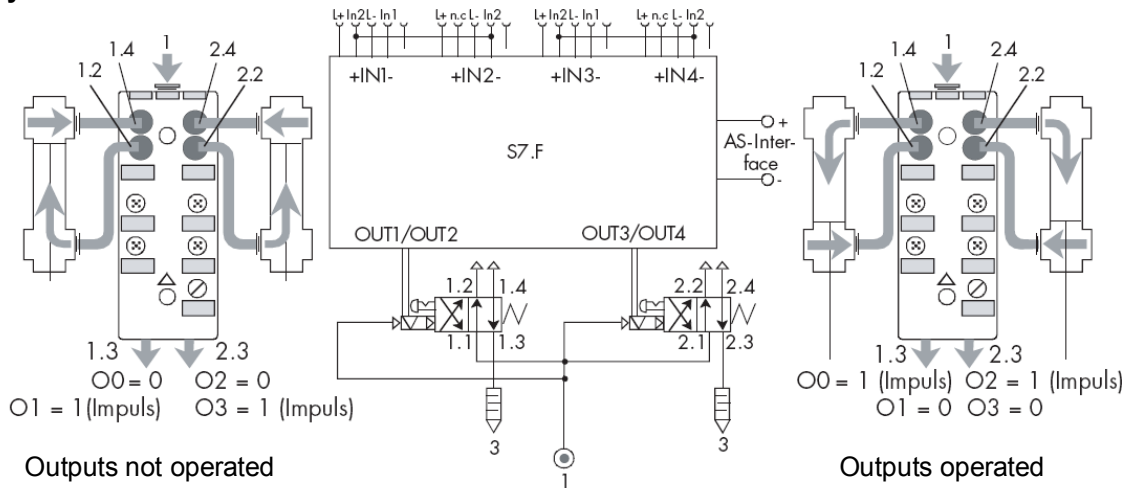 L+ In2 L- In1
L+ n.c L- In2
L+ In2 L- In1
L+ n.c L- In2
+IN1-
+IN2-
+IN3-
+IN4-
1
1.4
2.4
1.2
2.2
S7.F
+
AS-Inter-
face
-
1
1.4
2.4
1.2
2.2
OUT1/OUT2
OUT3/OUT4
1.2
1.4
1.1
1.3
2.2
2.4
2.1
2.3
1.3
2.3
O0 = 0
O2 = 0
O1 = 1(Impuls)
O3 = 1 (Impuls)
3
3
1
1.3
2.3
O0 = 1 (Impuls)
O2 = 1 (Impuls)
O1 = 0
O3 = 0
Outputs not operated
Outputs operated